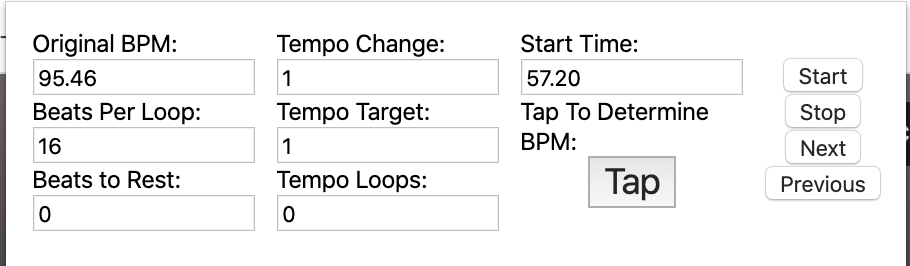 Original BPM:
95.46
Beats Per Loop:
16
Beats to Rest:
0
Tempo Change:
1
Tempo Target:
1
Tempo Loops:
0
Start Time:
57.20
Tap To Determine
BPM:
Tap
Start
Stop
Next
Previous